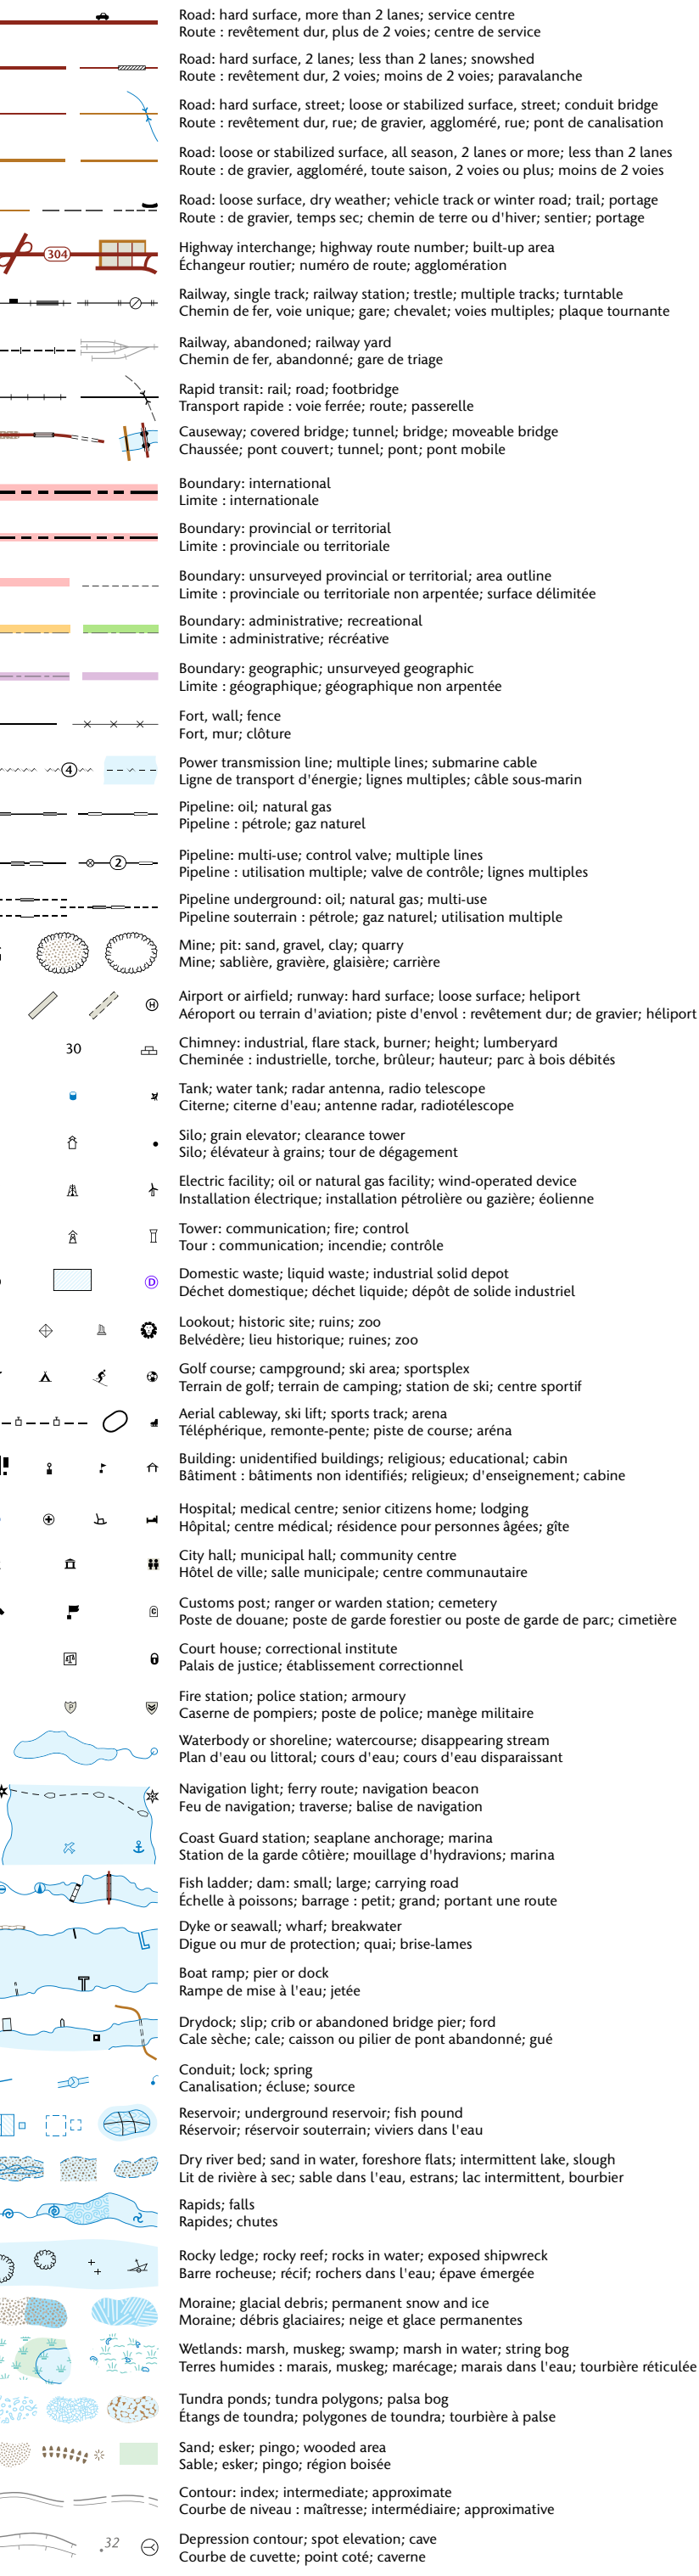 Road: hard surface, more than 2 lanes; service centre
Route : revêtement dur, plus de 2 voies; centre de service
Road: hard surface, 2 lanes; less than 2 lanes; snowshed
Route : revêtement dur, 2 voies; moins de 2 voies; paravalanche
Road: hard surface, street; loose or stabilized surface, street; conduit bridge
Route : revêtement dur, rue; de gravier, aggloméré, rue; pont de canalisation
Road: loose or stabilized surface, all season, 2 lanes or more; less than 2 lanes
Route : de gravier, aggloméré, toute saison, 2 voies ou plus; moins de 2 voies
Road: loose surface, dry weather; vehicle track or winter road; trail; portage
Route : de gravier, temps sec; chemin de terre ou d'hiver; sentier; portage
304
Highway interchange; highway route number; built-up area
Échangeur routier; numéro de route; agglomération
Railway, single track; railway station; trestle; multiple tracks; turntable
Chemin de fer, voie unique; gare; chevalet; voies multiples; plaque tournante
Railway, abandoned; railway yard
Chemin de fer, abandonné; gare de triage
Rapid transit: rail; road; footbridge
Transport rapide : voie ferrée; route; passerelle
Causeway; covered bridge; tunnel; bridge; moveable bridge
Chaussée; pont couvert; tunnel; pont; pont mobile
Boundary: international
Limite : internationale
Boundary: provincial or territorial
Limite : provinciale ou territoriale
Boundary: unsurveyed provincial or territorial; area outline
Limite : provinciale ou territoriale non arpentée; surface délimitée
Boundary: administrative; recreational
Limite : administrative; récréative
Boundary: geographic; unsurveyed geographic
Limite : géographique; géographique non arpentée
Fort, wall; fence
Fort, mur; clôture
4
Power transmission line; multiple lines; submarine cable
Ligne de transport d'énergie; lignes multiples; câble sous-marin
Pipeline: oil; natural gas
Pipeline : pétrole; gaz naturel
2
Pipeline: multi-use; control valve; multiple lines
Pipeline : utilisation multiple; valve de contrôle; lignes multiples
Pipeline underground: oil; natural gas; multi-use
Pipeline souterrain : pétrole; gaz naturel; utilisation multiple
Mine; pit: sand, gravel, clay; quarry
Mine; sablière, gravière, glaisière; carrière
H
Airport or airfield; runway: hard surface; loose surface; heliport
Aéroport ou terrain d'aviation; piste d'envol : revêtement dur; de gravier; héliport
30
Chimney: industrial, flare stack, burner; height; lumberyard
Cheminée : industrielle, torche, brûleur; hauteur; parc à bois débités
Tank; water tank; radar antenna, radio telescope
Citerne; citerne d'eau; antenne radar, radiotélescope
Silo; grain elevator; clearance tower
Silo; élévateur à grains; tour de dégagement
Electric facility; oil or natural gas facility; wind-operated device
Installation électrique; installation pétrolière ou gazière; éolienne
Tower: communication; fire; control
Tour : communication; incendie; contrôle
D
Domestic waste; liquid waste; industrial solid depot
Déchet domestique; déchet liquide; dépôt de solide industriel
Lookout; historic site; ruins; zoo
Belvédère; lieu historique; ruines; zoo
Golf course; campground; ski area; sportsplex
Terrain de golf; terrain de camping; station de ski; centre sportif
Aerial cableway, ski lift; sports track; arena
Téléphérique, remonte-pente; piste de course; aréna
Building: unidentified buildings; religious; educational; cabin
Bâtiment : bâtiments non identifiés; religieux; d'enseignement; cabine
Hospital; medical centre; senior citizens home; lodging
Hôpital; centre médical; résidence pour personnes âgées; gîte
City hall; municipal hall; community centre
Hôtel de ville; salle municipale; centre communautaire
C
Customs post; ranger or warden station; cemetery
Poste de douane; poste de garde forestier ou poste de garde de parc; cimetière
Court house; correctional institute
Palais de justice; établissement correctionnel
Fire station; police station; armoury
Caserne de pompiers; poste de police; manège militaire
Waterbody or shoreline; watercourse; disappearing stream
Plan d'eau ou littoral; cours d'eau; cours d'eau disparaissant
Navigation light; ferry route; navigation beacon
Feu de navigation; traverse; balise de navigation
Coast Guard station; seaplane anchorage; marina
Station de la garde côtière; mouillage d'hydravions; marina
Fish ladder; dam: small; large; carrying road
Échelle à poissons; barrage : petit; grand; portant une route
Dyke or seawall; wharf; breakwater
Digue ou mur de protection; quai; brise-lames
Boat ramp; pier or dock
Rampe de mise à l'eau; jetée
Drydock; slip; crib or abandoned bridge pier; ford
Cale sèche; cale; caisson ou pilier de pont abandonné; gué
Conduit; lock; spring
Canalisation; écluse; source
Reservoir; underground reservoir; fish pound
Réservoir; réservoir souterrain; viviers dans l'eau
Dry river bed; sand in water, foreshore flats; intermittent lake, slough
Lit de rivière à sec; sable dans l'eau, estrans; lac intermittent, bourbier
Rapids; falls
Rapides; chutes
Rocky ledge; rocky reef; rocks in water; exposed shipwreck
Barre rocheuse; récif; rochers dans l'eau; épave émergée
Moraine; glacial debris; permanent snow and ice
Moraine; débris glaciaires; neige et glace permanentes
Wetlands: marsh, muskeg; swamp; marsh in water; string bog
Terres humides : marais, muskeg; marécage; marais dans l'eau; tourbière réticulée
Tundra ponds; tundra polygons; palsa bog
Étangs de toundra; polygones de toundra; tourbière à palse
Sand; esker; pingo; wooded area
Sable; esker; pingo; région boisée
Contour: index; intermediate; approximate
Courbe de niveau : maîtresse; intermédiaire; approximative
.32
Depression contour; spot elevation; cave
Courbe de cuvette; point coté; caverne